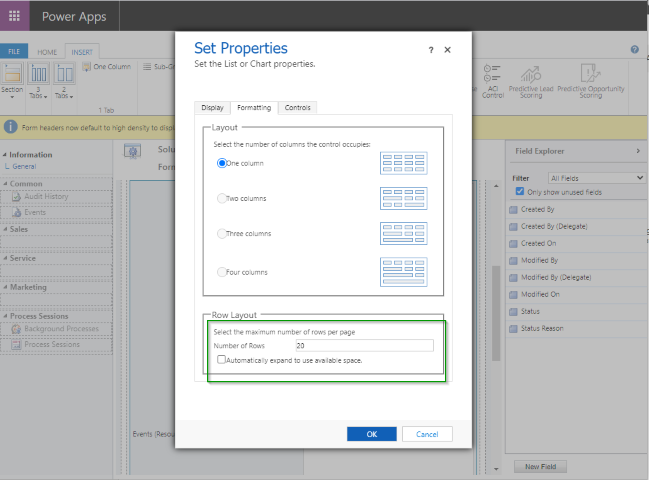 Power Apps
FILE
HOME
INSERT
Section
3
Tabs
2
Tabs
One Column
1 Tab
ACI
Control
Predictive Lead
Scoring
Predictive Opportunity
Scoring
Form headers now default to high density to
Information
General
Common
Audit History
Events
Sales
Service
Marketing
Process Sessions
Background Processes
Process Sessions
Set Properties
?
Set the List or Chart properties.
Display
Formatting
Controls
Layout
Select the number of columns the control occupies:
One column
Two columns
Three columns
Four columns
Row Layout
Select the maximum number of rows per page
Number of Rows
20
Automatically expand to use available space.
OK
Cancel
Events
Field Explorer
Filter
All Fields
Only show unused fields
Created By
Created By (Delegate)
Created On
Modified By
Modified By (Delegate)
Modified On
Status
Status Reason
New Field